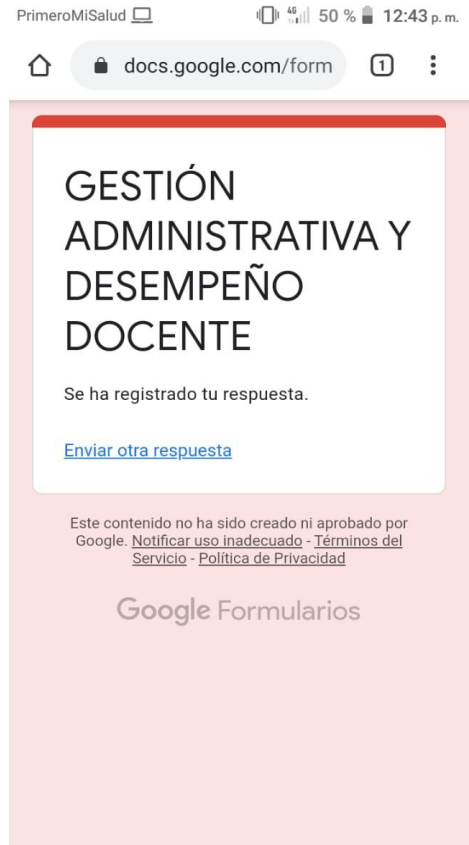 PrimeroMiSalud 4G 50 % 12:43 p. m.
docs.google.com/form 1
GESTIÓN
ADMINISTRATIVA Y
DESEMPEÑO
DOCENTE
Se ha registrado tu respuesta.
Enviar otra respuesta
Este contenido no ha sido creado ni aprobado por
Google. Notificar uso inadecuado - Términos del
Servicio - Política de Privacidad
Google Formularios